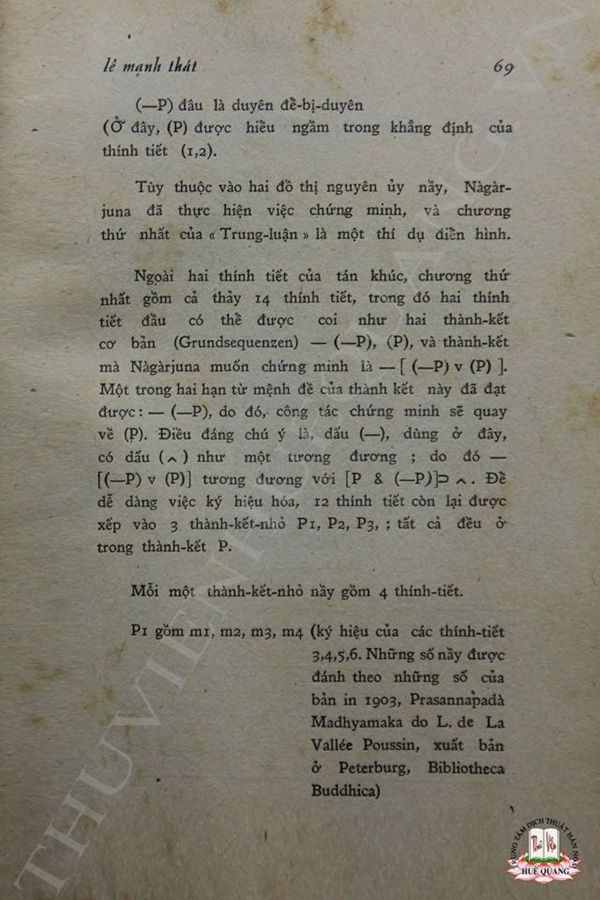 lê mạnh thát 69
(—P) đâu là duyên đề-bị-duyên
(Ở đây, (P) được hiểu ngầm trong khẳng định của
thính tiết (1,2).
Tùy thuộc vào hai đồ thị nguyên ủy nầy, Nàgàr-
juna đã thực hiện việc chứng minh, và chương
thứ nhất của « Trung-luận » là một thí dụ điển hình.
Ngoài hai thính tiết của tán khúc, chương thứ
nhất gồm cả thảy 14 thính tiết, trong đó hai thính
tiết đầu có thể được coi như hai thành-kết
cơ bản (Grundsequenzen) — (—P), (P), và thành-kết
mà Nàgàrjuna muốn chứng minh là — [ (—P) v (P) ].
Một trong hai hạn từ mệnh đề của thành kết này đã đạt
được : — (—P), do đó, công tác chứng minh sẽ quay
về (P). Điều đáng chú ý là, dấu (—), dùng ở đây,
có dấu (⋏) như một tương đương ; do đó —
[(—P) v (P)] tương đương với [P & (—P)]⊃ ⋏. Để
dễ dàng việc ký hiệu hóa, 12 thính tiết còn lại được
xếp vào 3 thành-kết-nhỏ P1, P2, P3, ; tất cả đều ở
trong thành-kết P.
Mỗi một thành-kết-nhỏ nầy gồm 4 thính-tiết.
P1 gồm m1, m2, m3, m4 (ký hiệu của các thính-tiết
3,4,5,6. Những số nầy được
đánh theo những số của
bản in 1903, Prasannapadà
Madhyamaka do L. de La
Vallée Poussin, xuất bản
ở Peterburg, Bibliotheca
Buddhica)
TRUNG TÂM DỊCH THUẬT HÁN NÔM
HUỆ QUANG